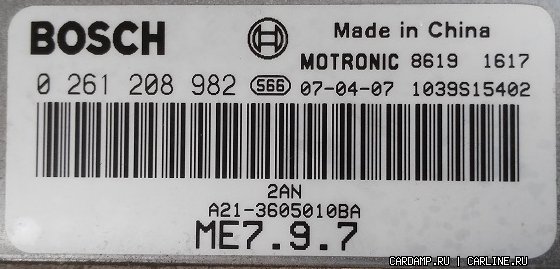 BOSCH
Made in China
MOTRONIC 8619 1617
0 261 208 982 S66 07-04-07 1039S15402
2AN
A21-3605010BA
ME7.9.7
CARDAMP.RU | CARLINE.RU